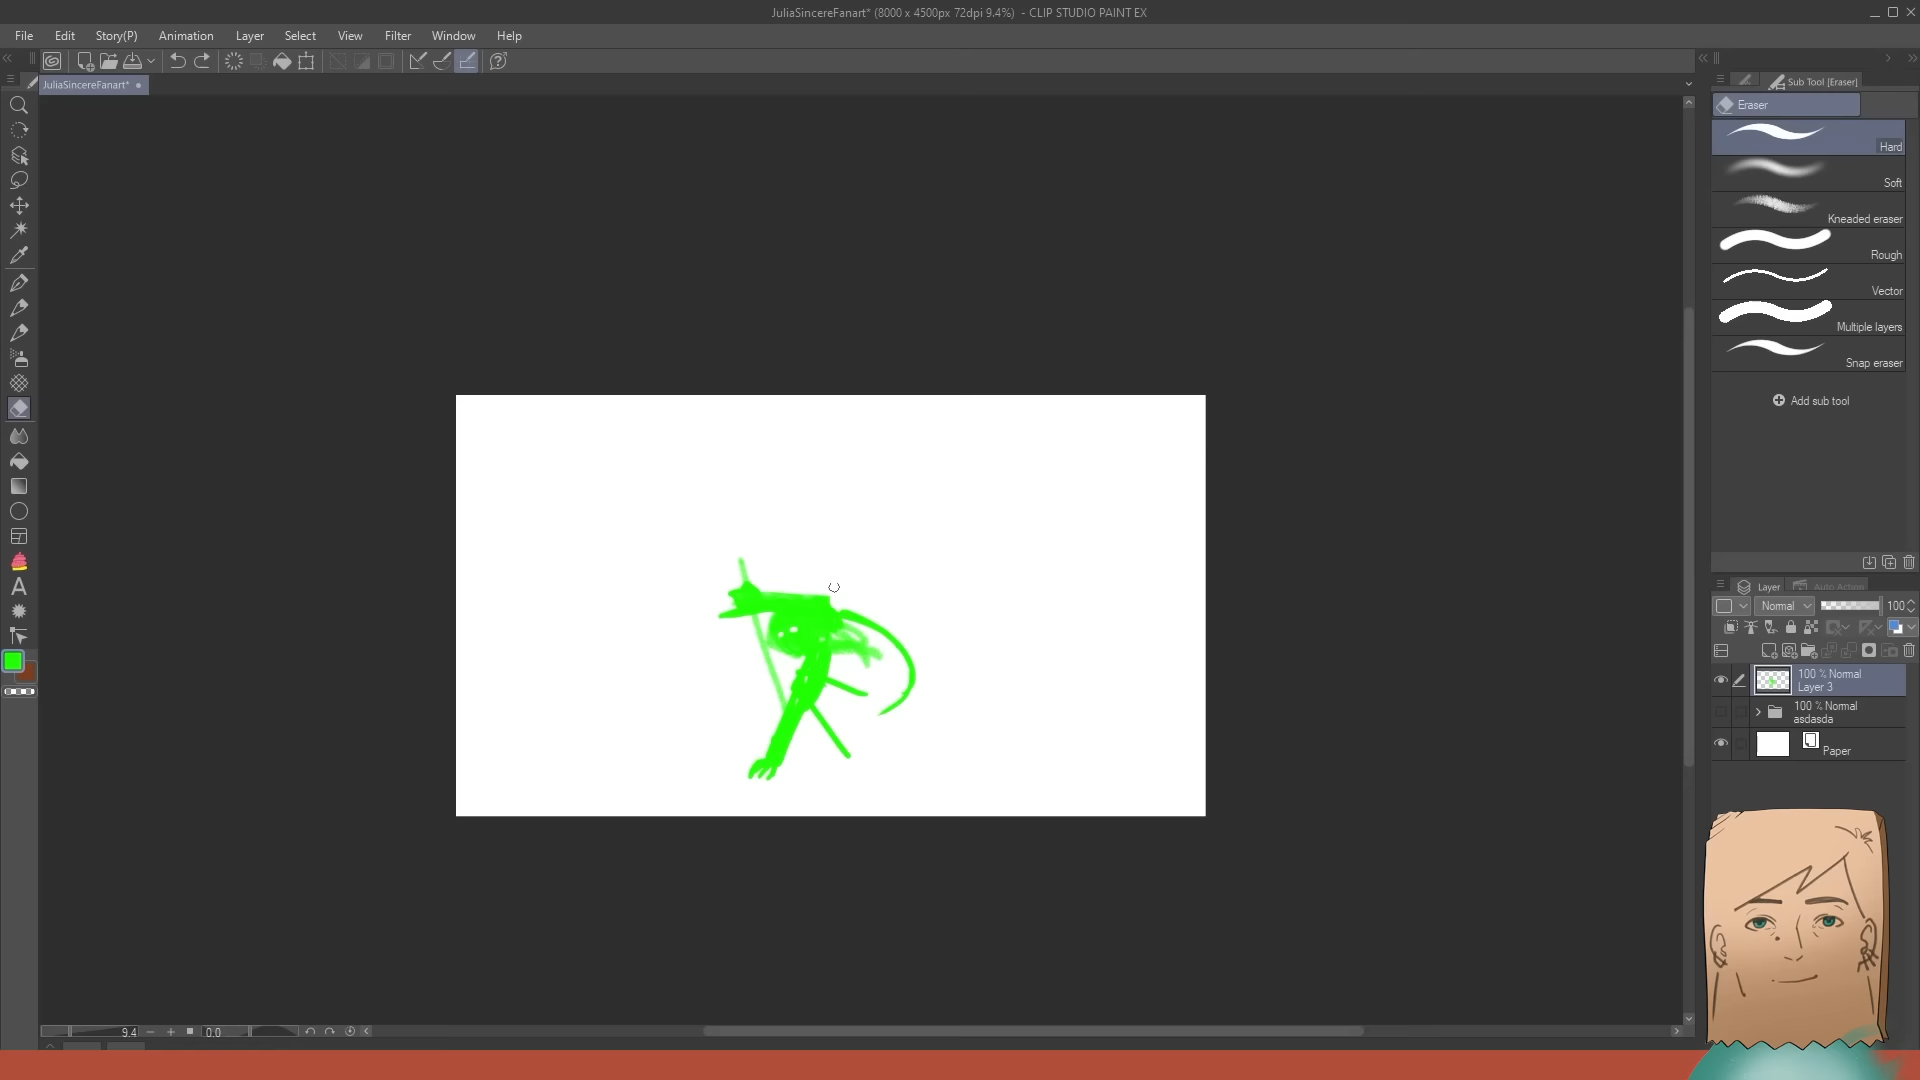 JuliaSincereFanart* (8000 x 4500px 72dpi 9.4%) - CLIP STUDIO PAINT EX
File Edit Story(P) Animation Layer Select View Filter Window Help
JuliaSincereFanart*
Sub Tool [Eraser]
Eraser
Hard
Soft
Kneaded eraser
Rough
Vector
Multiple layers
Snap eraser
Add sub tool
Layer Auto Action
Normal 100
100 % Normal
Layer 3
100 % Normal
asdasda
Paper
A
9.4 0.0